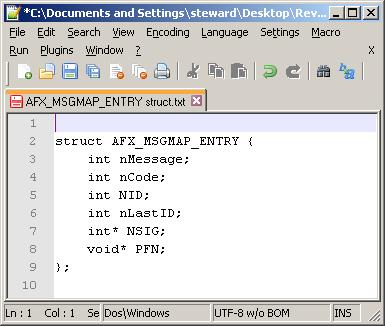 *C:\Documents and Settings\steward\Desktop\Rev...
File Edit Search View Encoding Language Settings Macro
Run Plugins Window ? X
AFX_MSGMAP_ENTRY struct.txt
1
2 struct AFX_MSGMAP_ENTRY {
3 int nMessage;
4 int nCode;
5 int NID;
6 int nLastID;
7 int* NSIG;
8 void* PFN;
9 };
10
Ln : 1 Col : 1 Se Dos\Windows UTF-8 w/o BOM INS